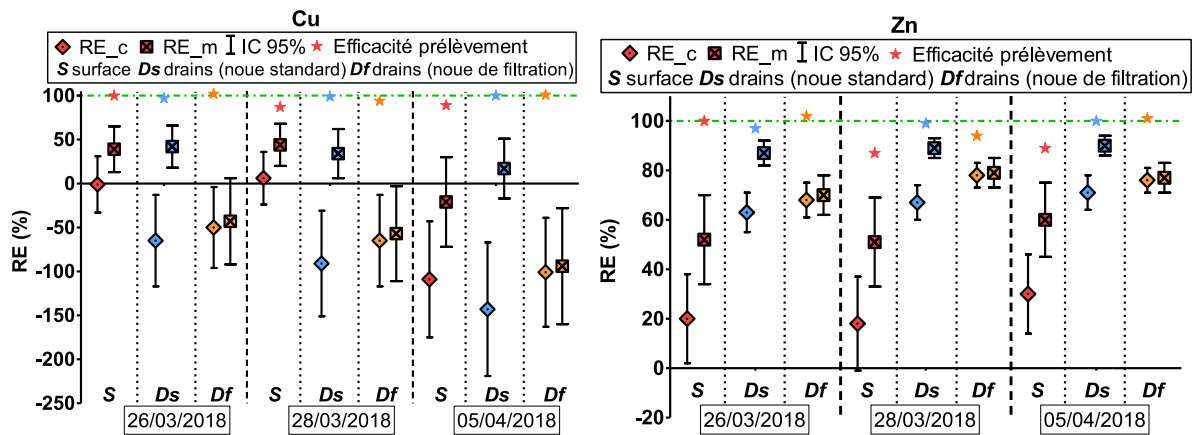 Cu
RE_c RE_m IC 95% Efficacité prélèvement
S surface Ds drains (noue standard) Df drains (noue de filtration)
RE (%)
100
50
0
-50
-100
-150
-200
-250
S Ds Df S Ds Df S Ds Df
26/03/2018 28/03/2018 05/04/2018
Zn
RE_c RE_m IC 95% Efficacité prélèvement
S surface Ds drains (noue standard) Df drains (noue de filtration)
RE (%)
100
80
60
40
20
0
-20
S Ds Df S Ds Df S Ds Df
26/03/2018 28/03/2018 05/04/2018